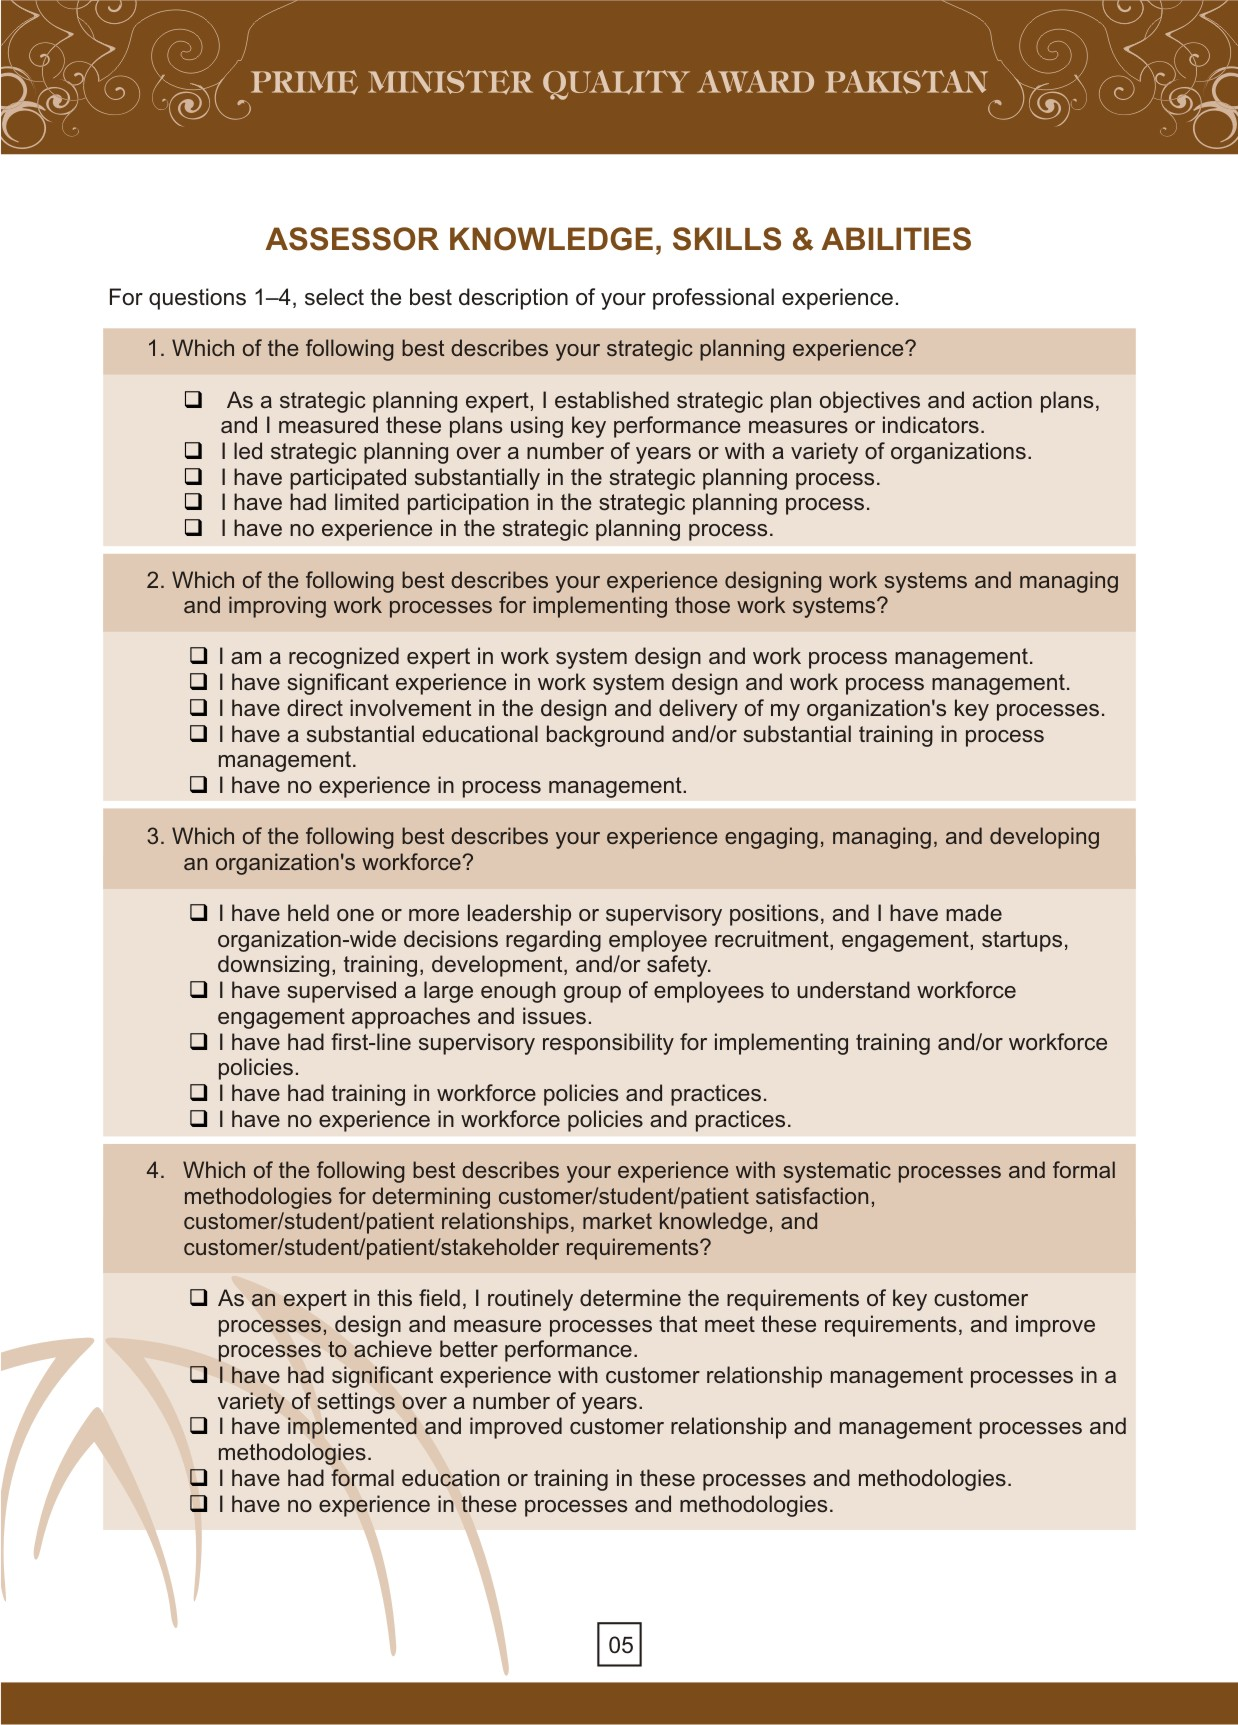 PRIME MINISTER QUALITY AWARD PAKISTAN
ASSESSOR KNOWLEDGE, SKILLS & ABILITIES
For questions 1–4, select the best description of your professional experience.
1. Which of the following best describes your strategic planning experience?
❑ As a strategic planning expert, I established strategic plan objectives and action plans,
and I measured these plans using key performance measures or indicators.
❑ I led strategic planning over a number of years or with a variety of organizations.
❑ I have participated substantially in the strategic planning process.
❑ I have had limited participation in the strategic planning process.
❑ I have no experience in the strategic planning process.
2. Which of the following best describes your experience designing work systems and managing
and improving work processes for implementing those work systems?
❑ I am a recognized expert in work system design and work process management.
❑ I have significant experience in work system design and work process management.
❑ I have direct involvement in the design and delivery of my organization's key processes.
❑ I have a substantial educational background and/or substantial training in process
management.
❑ I have no experience in process management.
3. Which of the following best describes your experience engaging, managing, and developing
an organization's workforce?
❑ I have held one or more leadership or supervisory positions, and I have made
organization-wide decisions regarding employee recruitment, engagement, startups,
downsizing, training, development, and/or safety.
❑ I have supervised a large enough group of employees to understand workforce
engagement approaches and issues.
❑ I have had first-line supervisory responsibility for implementing training and/or workforce
policies.
❑ I have had training in workforce policies and practices.
❑ I have no experience in workforce policies and practices.
4. Which of the following best describes your experience with systematic processes and formal
methodologies for determining customer/student/patient satisfaction,
customer/student/patient relationships, market knowledge, and
customer/student/patient/stakeholder requirements?
❑ As an expert in this field, I routinely determine the requirements of key customer
processes, design and measure processes that meet these requirements, and improve
processes to achieve better performance.
❑ I have had significant experience with customer relationship management processes in a
variety of settings over a number of years.
❑ I have implemented and improved customer relationship and management processes and
methodologies.
❑ I have had formal education or training in these processes and methodologies.
❑ I have no experience in these processes and methodologies.
05